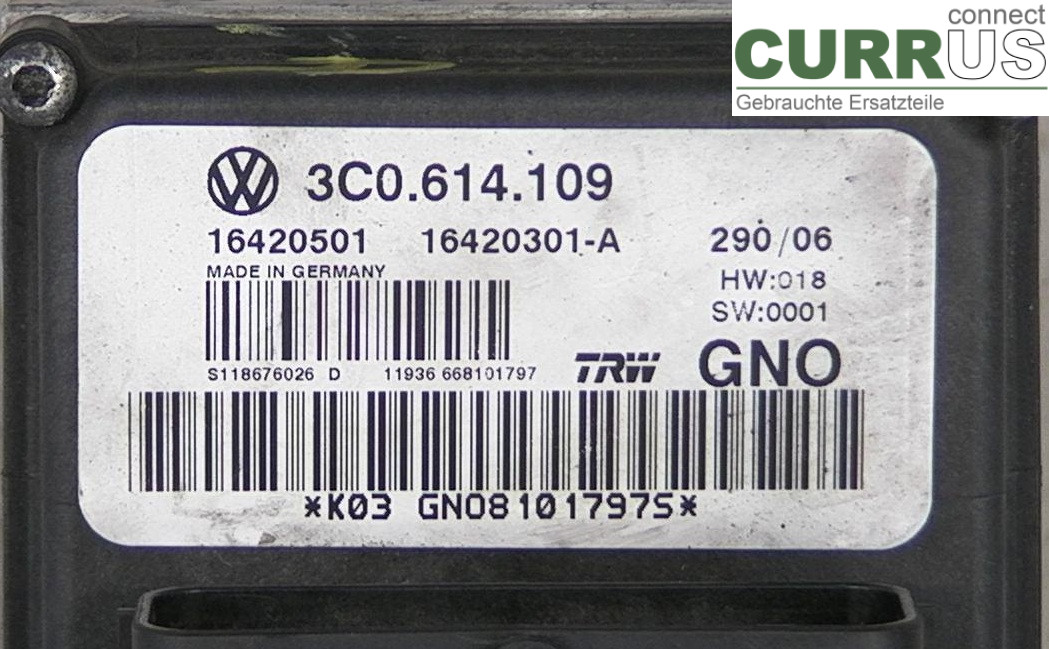 connect
CURRUS
Gebrauchte Ersatzteile
3C0.614.109
16420501 16420301-A 290/06
MADE IN GERMANY
HW:018
SW:0001
S118676026 D 11936 668101797
TRW GNO
*K03 GNO8101797S*